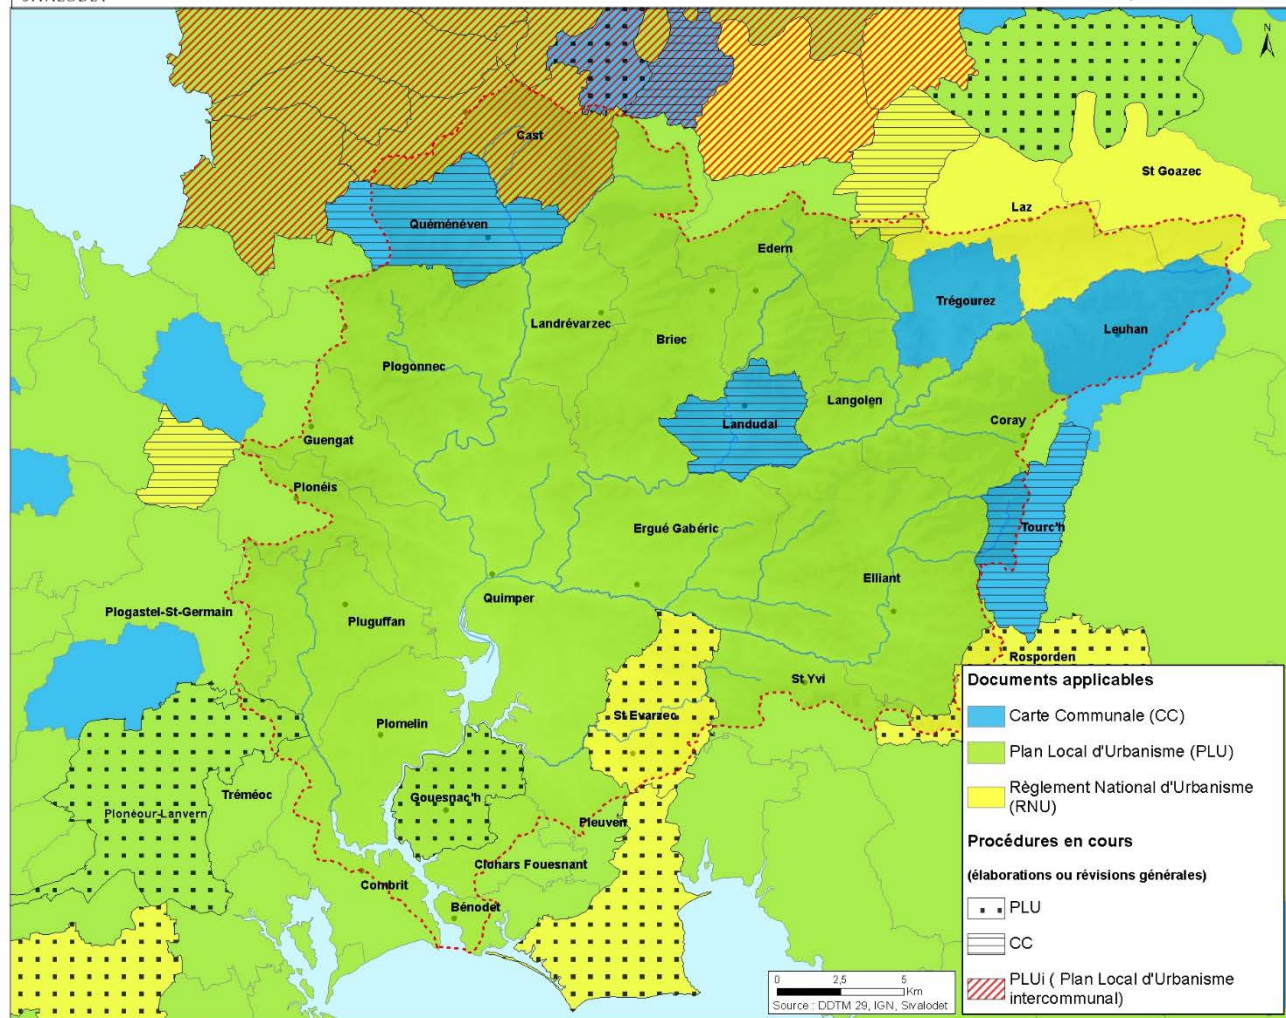 N
Cast
St Goazec
Laz
Quéménéven
Edern
Trégourez
Landrévarzec
Leuhan
Briec
Plogonnec
Langolen
Landudal
Coray
Guengat
Plonéis
Ergué Gabéric
Tourc'h
Elliant
Quimper
Plogastel-St-Germain
Pluguffan
Rosporden
St Yvi
St Evarzec
Plomelin
Tréméoc
Gouesnac'h
Plonéour-Lanvern
Pleuven
Clohars Fouesnant
Combrit
Bénodet
Documents applicables
Carte Communale (CC)
Plan Local d'Urbanisme (PLU)
Règlement National d'Urbanisme
(RNU)
Procédures en cours
(élaborations ou révisions générales)
PLU
CC
PLUi ( Plan Local d'Urbanisme
intercommunal)
0 2,5 5
Km
Source : DDTM 29, IGN, Sivalodet